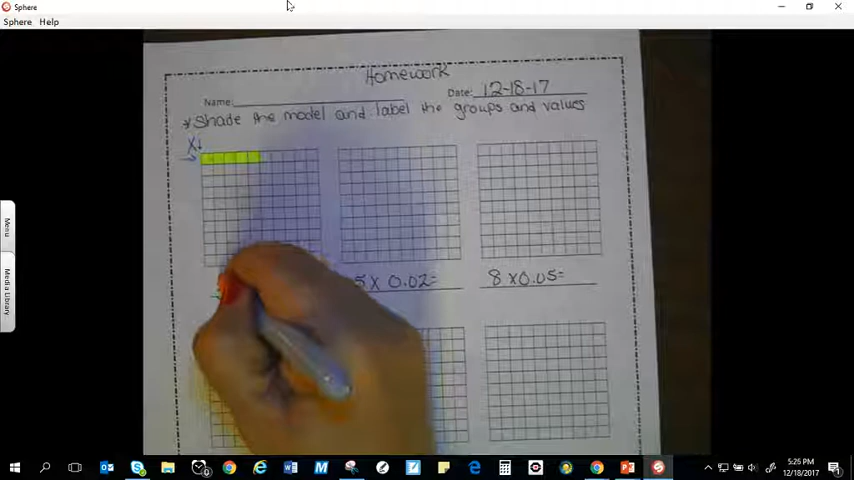 Sphere
Sphere Help
Homework
Name:
Date: 12-18-17
*Shade the model and label the groups and values
X
5 x 0.02=
8 x 0.05=
Menu
Media Library
5:25 PM
12/18/2017